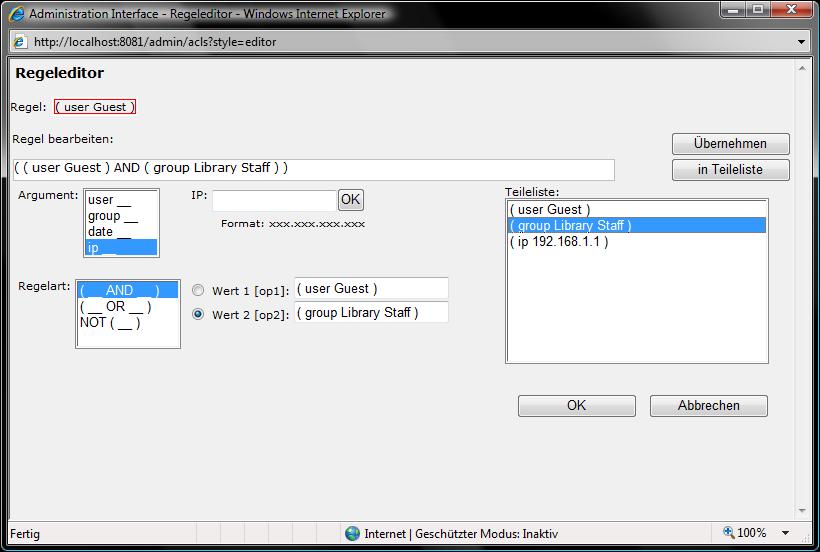 Administration Interface - Regeleditor - Windows Internet Explorer
http://localhost:8081/admin/acls?style=editor
Regeleditor
Regel: ( user Guest )
Regel bearbeiten:
Übernehmen
( ( user Guest ) AND ( group Library Staff ) )
in Teileliste
Argument:
user __
group __
date __
ip __
IP:
OK
Format: xxx.xxx.xxx.xxx
Teileliste:
( user Guest )
( group Library Staff )
( ip 192.168.1.1 )
Regelart:
( __ AND __ )
( __ OR __ )
NOT ( __ )
Wert 1 [op1]: ( user Guest )
Wert 2 [op2]: ( group Library Staff )
OK
Abbrechen
Fertig
Internet | Geschützter Modus: Inaktiv
100%